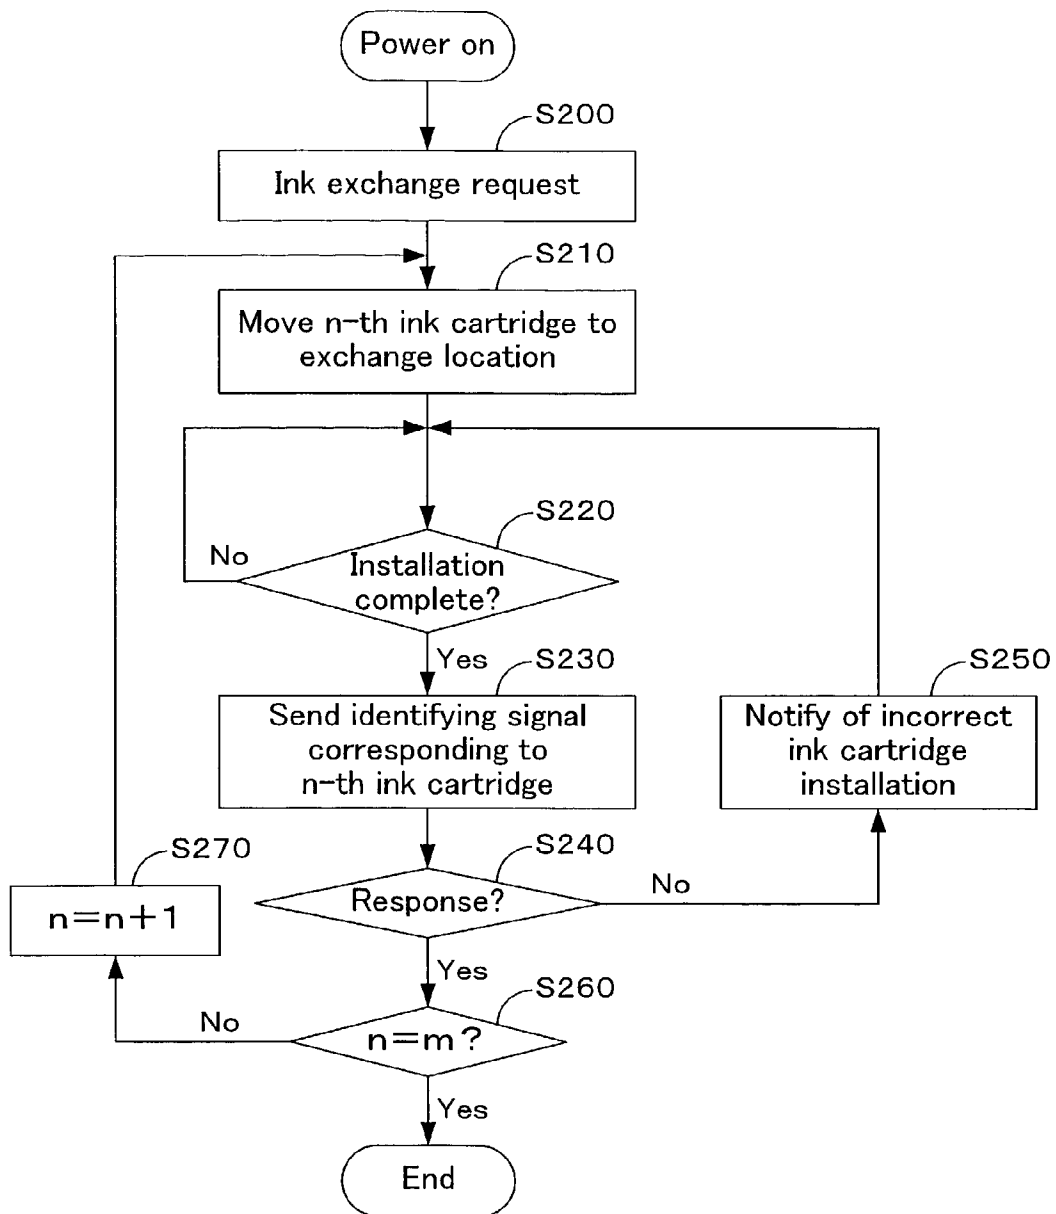 Power on
S200
Ink exchange request
S210
Move n-th ink cartridge to
exchange location
S220
No
Installation
complete?
Yes
S230
Send identifying signal
corresponding to
n-th ink cartridge
S250
Notify of incorrect
ink cartridge
installation
S240
Response?
No
S270
n=n+1
Yes
S260
No
n=m?
Yes
End